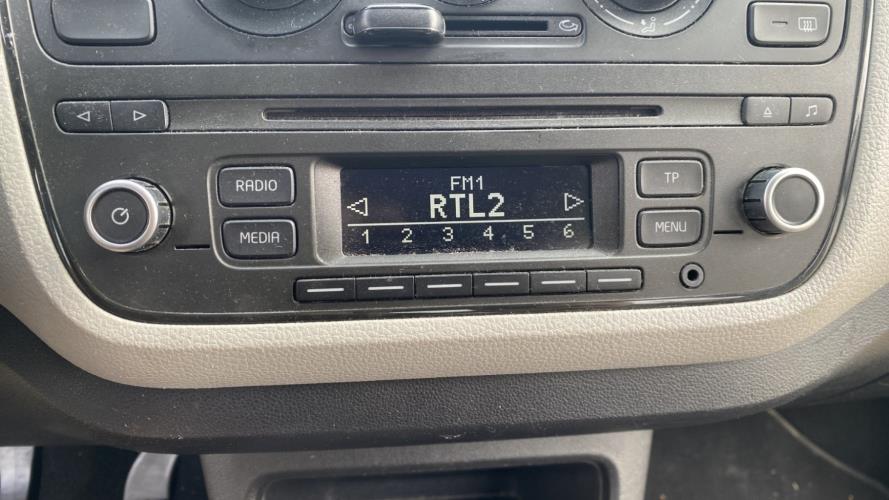 RADIO
MEDIA
FM1
RTL2
1 2 3 4 5 6
TP
MENU